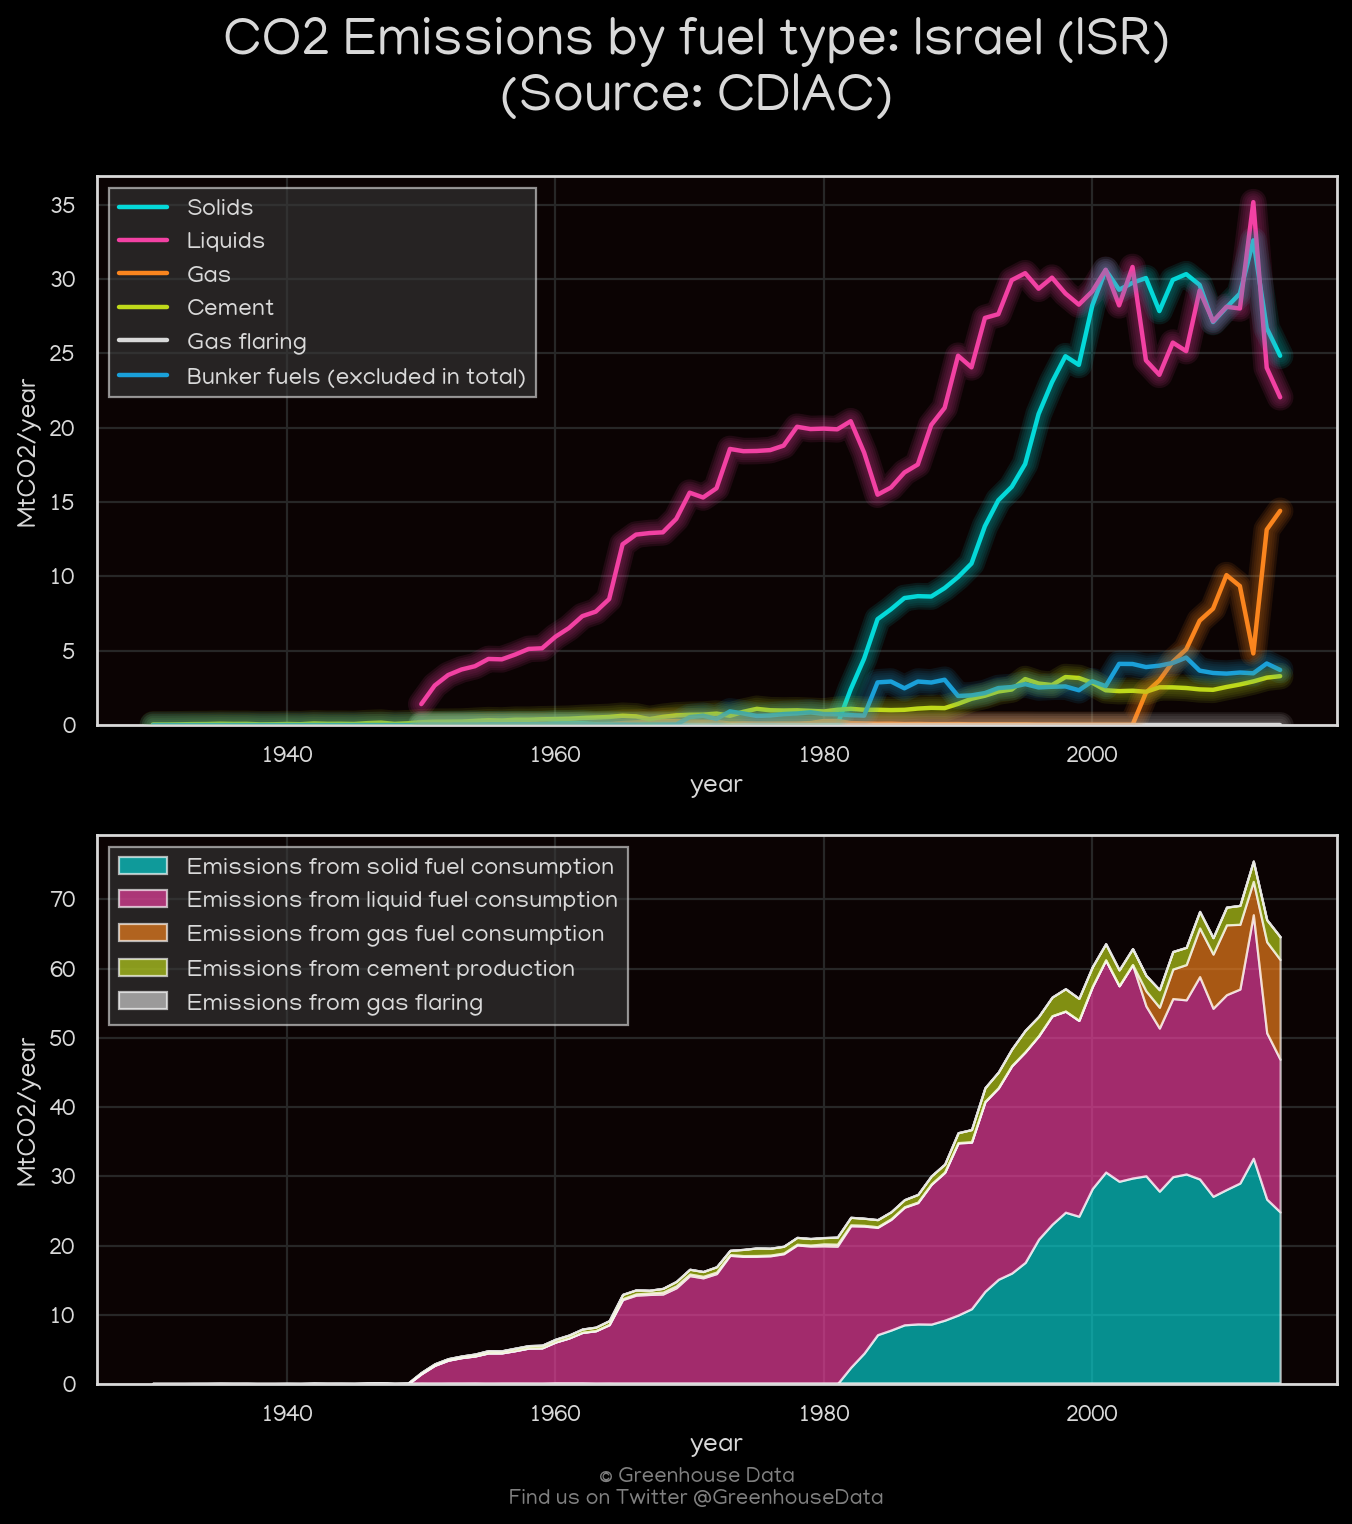 CO2 Emissions by fuel type: Israel (ISR)
(Source: CDIAC)
Solids
Liquids
Gas
Cement
Gas flaring
Bunker fuels (excluded in total)
MtCO2/year
35
30
25
20
15
10
5
0
1940
1960
1980
2000
year
Emissions from solid fuel consumption
Emissions from liquid fuel consumption
Emissions from gas fuel consumption
Emissions from cement production
Emissions from gas flaring
MtCO2/year
70
60
50
40
30
20
10
0
1940
1960
1980
2000
year
© Greenhouse Data
Find us on Twitter @GreenhouseData